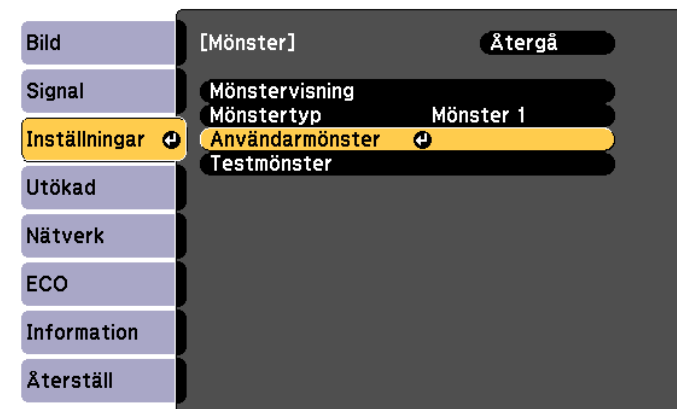 Bild
Signal
Inställningar
Utökad
Nätverk
ECO
Information
Återställ
[Mönster] Återgå
Mönstervisning
Mönstertyp Mönster 1
Användarmönster
Testmönster